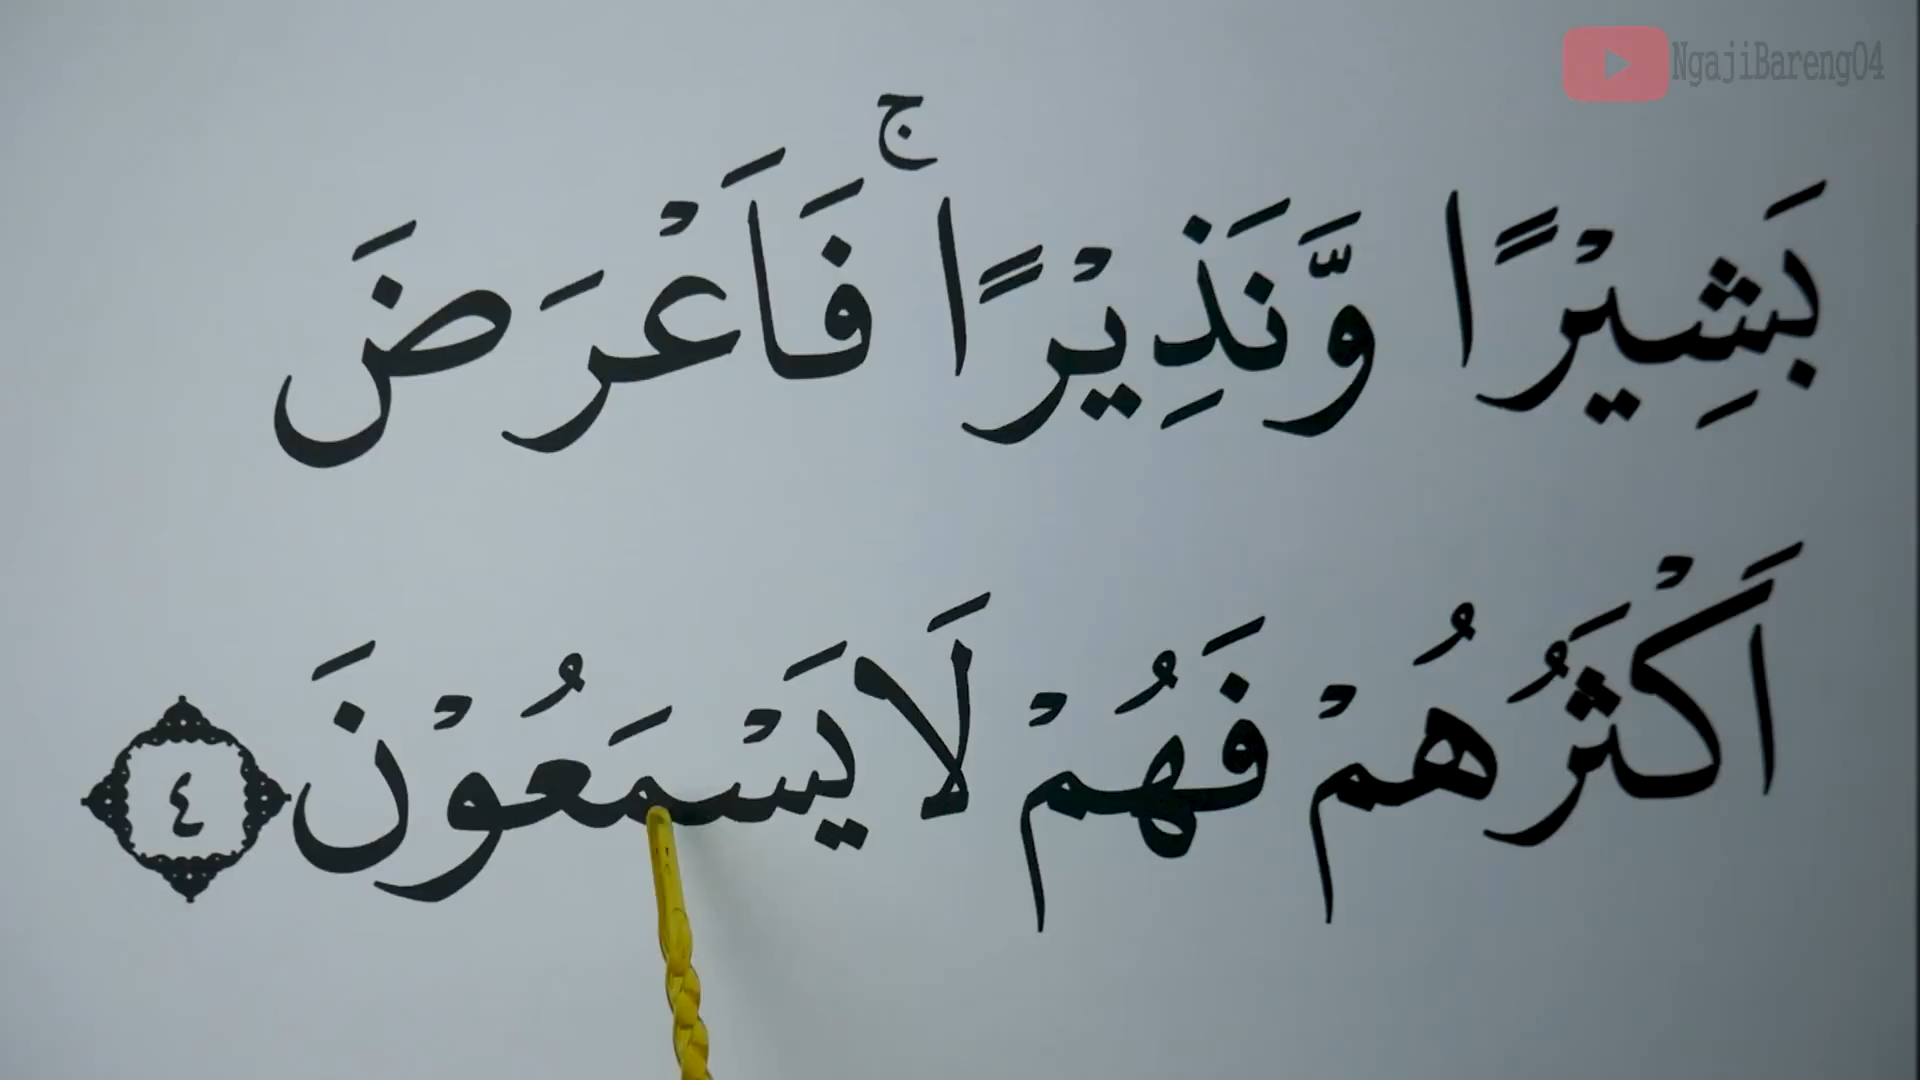 NgajiBareng04
بَشِيْرًا وَّنَذِيْرًاۚ فَاَعْرَضَ
اَكْثَرُهُمْ فَهُمْ لَا يَسْمَعُوْنَ ٤